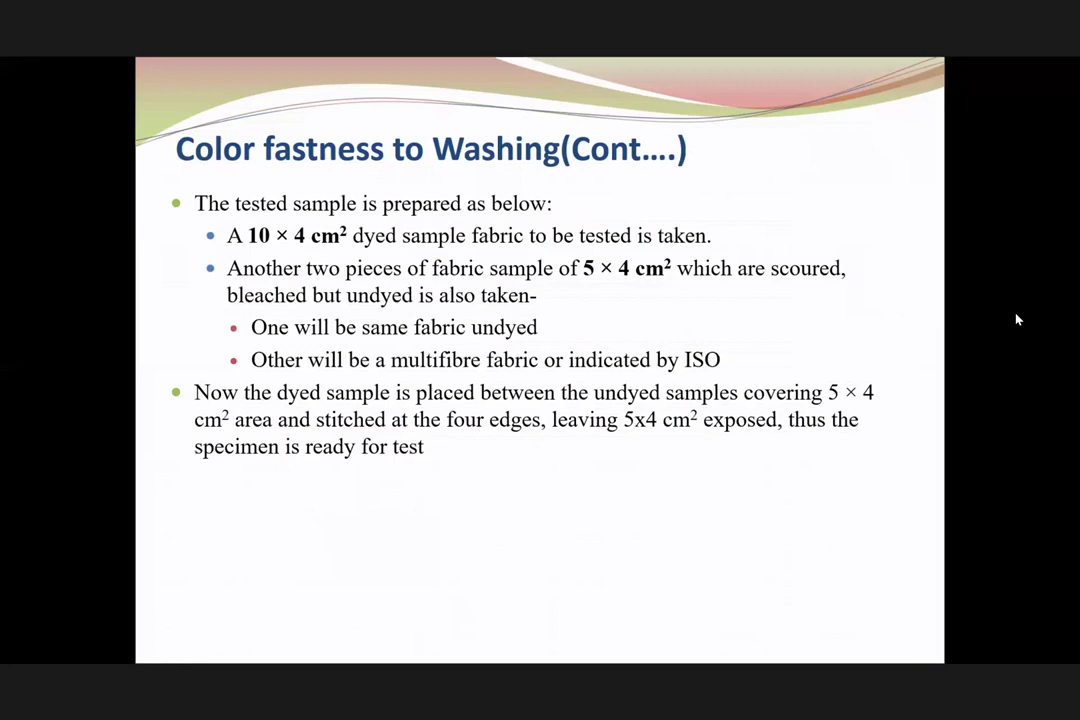 Color fastness to Washing(Cont....)
• The tested sample is prepared as below:
• A 10 × 4 cm² dyed sample fabric to be tested is taken.
• Another two pieces of fabric sample of 5 × 4 cm² which are scoured,
bleached but undyed is also taken-
• One will be same fabric undyed
• Other will be a multifibre fabric or indicated by ISO
• Now the dyed sample is placed between the undyed samples covering 5 × 4
cm² area and stitched at the four edges, leaving 5x4 cm² exposed, thus the
specimen is ready for test